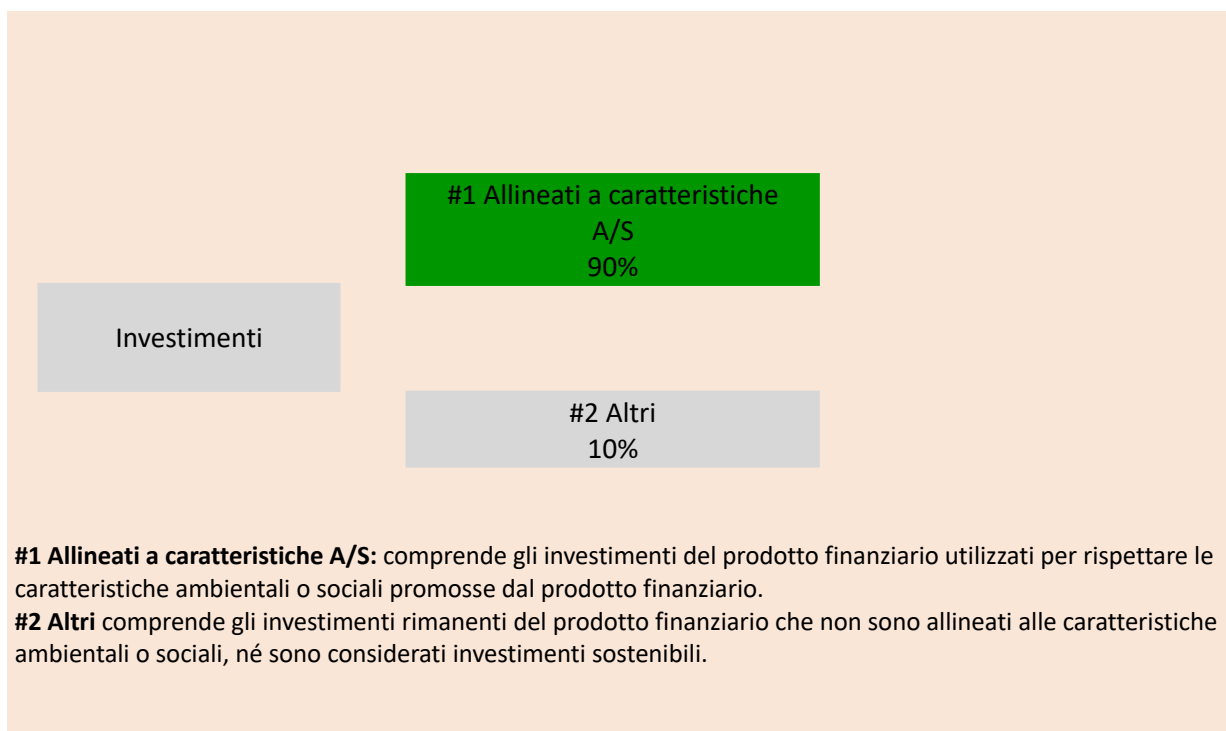 #1 Allineati a caratteristiche
A/S
90%
Investimenti
#2 Altri
10%
#1 Allineati a caratteristiche A/S: comprende gli investimenti del prodotto finanziario utilizzati per rispettare le
caratteristiche ambientali o sociali promosse dal prodotto finanziario.
#2 Altri comprende gli investimenti rimanenti del prodotto finanziario che non sono allineati alle caratteristiche
ambientali o sociali, né sono considerati investimenti sostenibili.